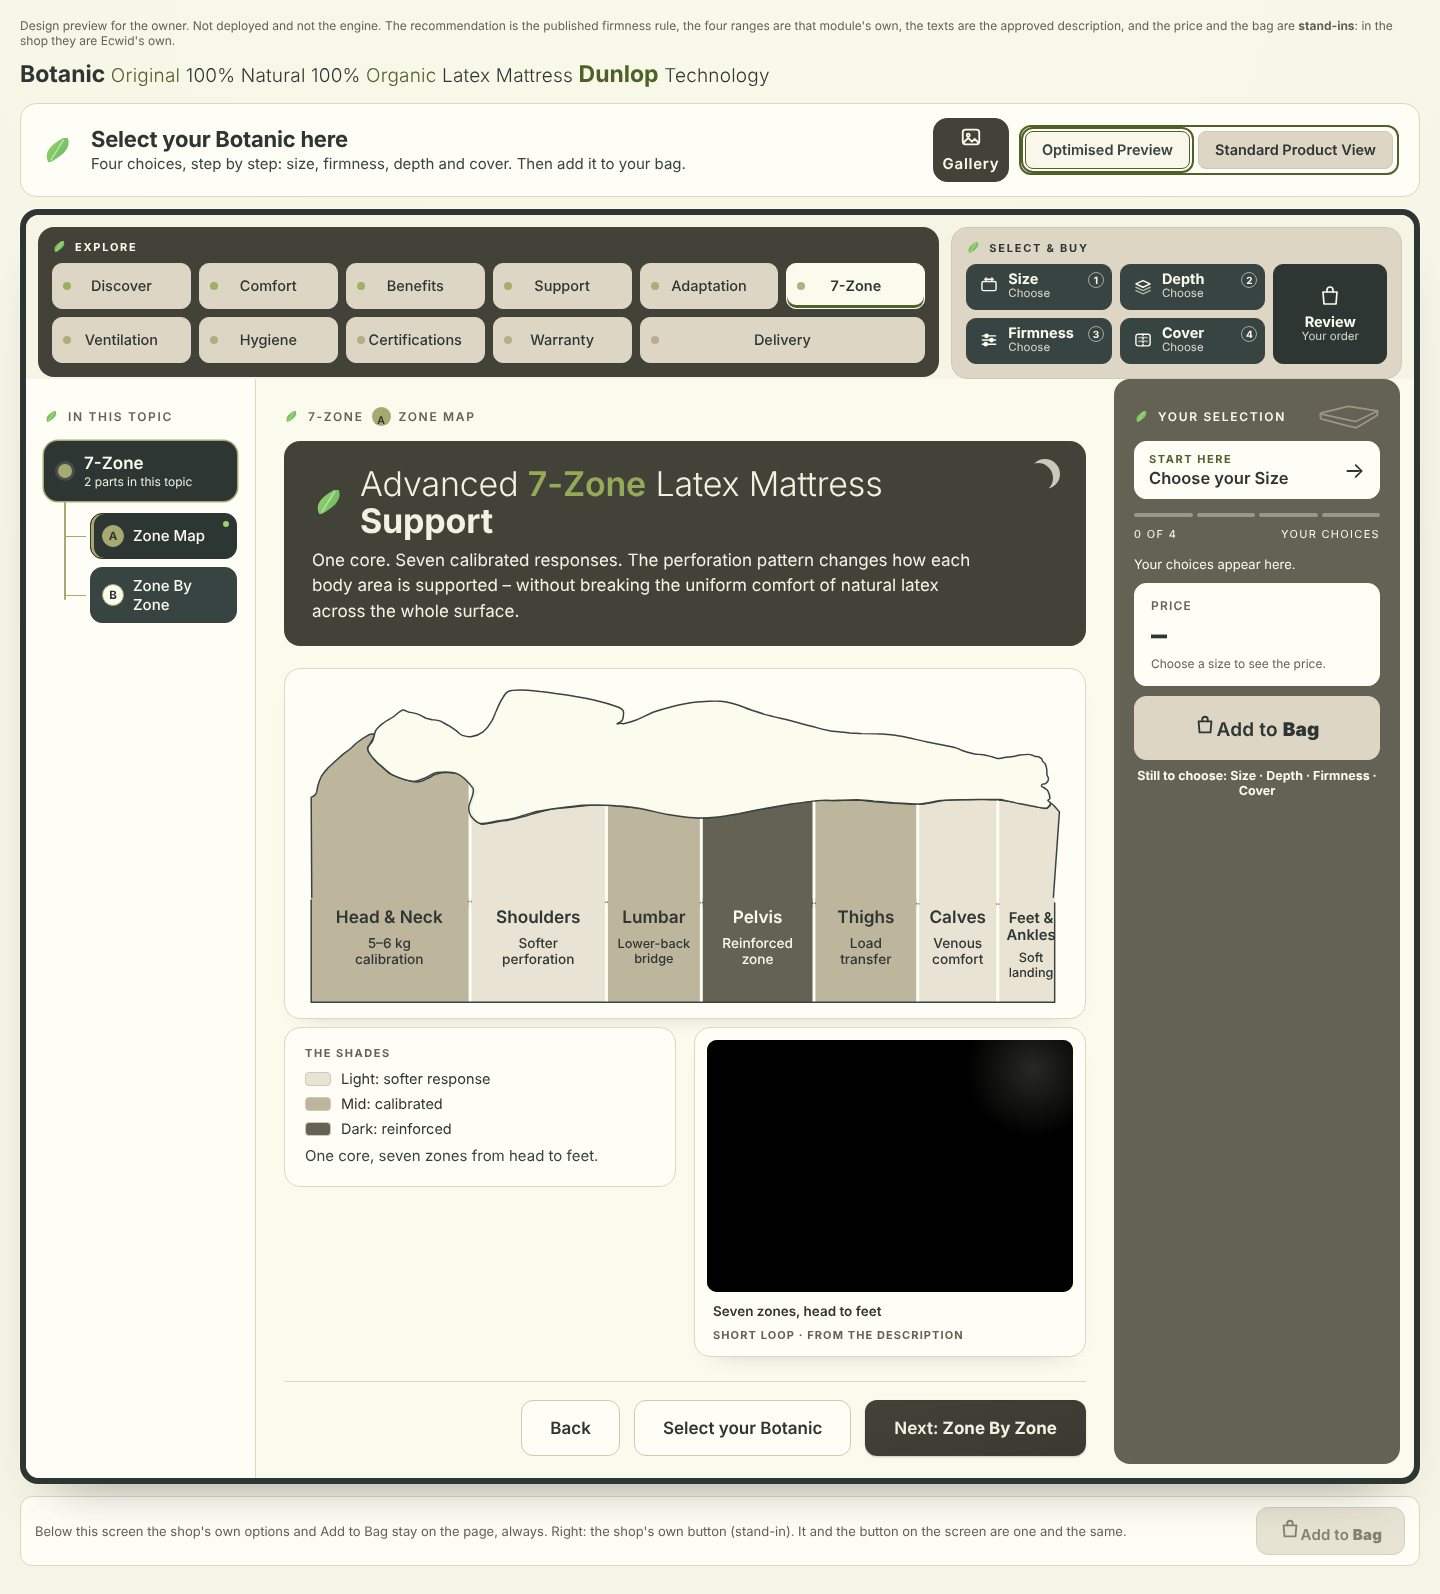 Design preview for the owner. Not deployed and not the engine. The recommendation is the published firmness rule, the four ranges are that module's own, the texts are the approved description, and the price and the bag are stand-ins: in the
shop they are Ecwid's own.
Botanic Original 100% Natural 100% Organic Latex Mattress Dunlop Technology
Select your Botanic here
Four choices, step by step: size, firmness, depth and cover. Then add it to your bag.
Gallery
Optimised Preview
Standard Product View
EXPLORE
Discover
Comfort
Benefits
Support
Adaptation
7-Zone
Ventilation
Hygiene
Certifications
Warranty
Delivery
SELECT & BUY
Size
Choose
1
Depth
Choose
2
Firmness
Choose
3
Cover
Choose
4
Review
Your order
IN THIS TOPIC
7-Zone
2 parts in this topic
A Zone Map
B Zone By
Zone
7-ZONE A ZONE MAP
Advanced 7-Zone Latex Mattress
Support
One core. Seven calibrated responses. The perforation pattern changes how each
body area is supported – without breaking the uniform comfort of natural latex
across the whole surface.
Head & Neck
5–6 kg
calibration
Shoulders
Softer
perforation
Lumbar
Lower-back
bridge
Pelvis
Reinforced
zone
Thighs
Load
transfer
Calves
Venous
comfort
Feet &
Ankles
Soft
landing
THE SHADES
Light: softer response
Mid: calibrated
Dark: reinforced
One core, seven zones from head to feet.
Seven zones, head to feet
SHORT LOOP · FROM THE DESCRIPTION
Back
Select your Botanic
Next: Zone By Zone
YOUR SELECTION
START HERE
Choose your Size
0 OF 4
YOUR CHOICES
Your choices appear here.
PRICE
–
Choose a size to see the price.
Add to Bag
Still to choose: Size · Depth · Firmness ·
Cover
Below this screen the shop's own options and Add to Bag stay on the page, always. Right: the shop's own button (stand-in). It and the button on the screen are one and the same.
Add to Bag